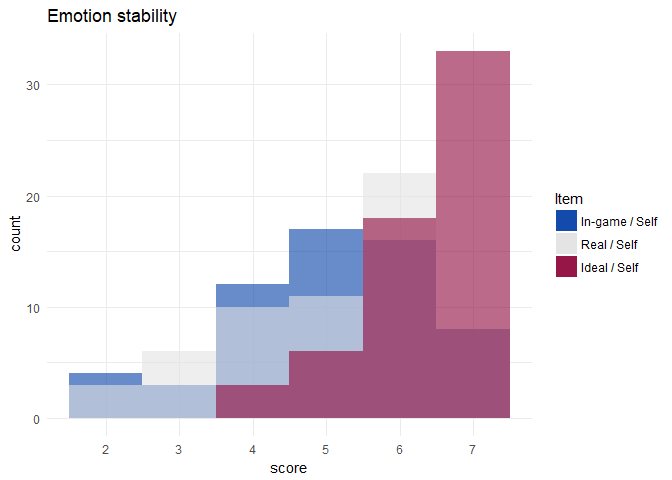 Emotion stability
count
30
20
10
0
2 3 4 5 6 7
score
Item
In-game / Self
Real / Self
Ideal / Self